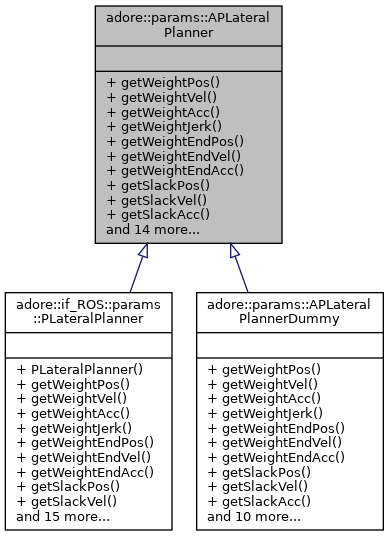 adore::params::APLateral
Planner
+ getWeightPos()
+ getWeightVel()
+ getWeightAcc()
+ getWeightJerk()
+ getWeightEndPos()
+ getWeightEndVel()
+ getWeightEndAcc()
+ getSlackPos()
+ getSlackVel()
+ getSlackAcc()
and 14 more...
adore::if_ROS::params
::PLateralPlanner
+ PLateralPlanner()
+ getWeightPos()
+ getWeightVel()
+ getWeightAcc()
+ getWeightJerk()
+ getWeightEndPos()
+ getWeightEndVel()
+ getWeightEndAcc()
+ getSlackPos()
+ getSlackVel()
and 15 more...
adore::params::APLateral
PlannerDummy
+ getWeightPos()
+ getWeightVel()
+ getWeightAcc()
+ getWeightJerk()
+ getWeightEndPos()
+ getWeightEndVel()
+ getWeightEndAcc()
+ getSlackPos()
+ getSlackVel()
+ getSlackAcc()
and 10 more...